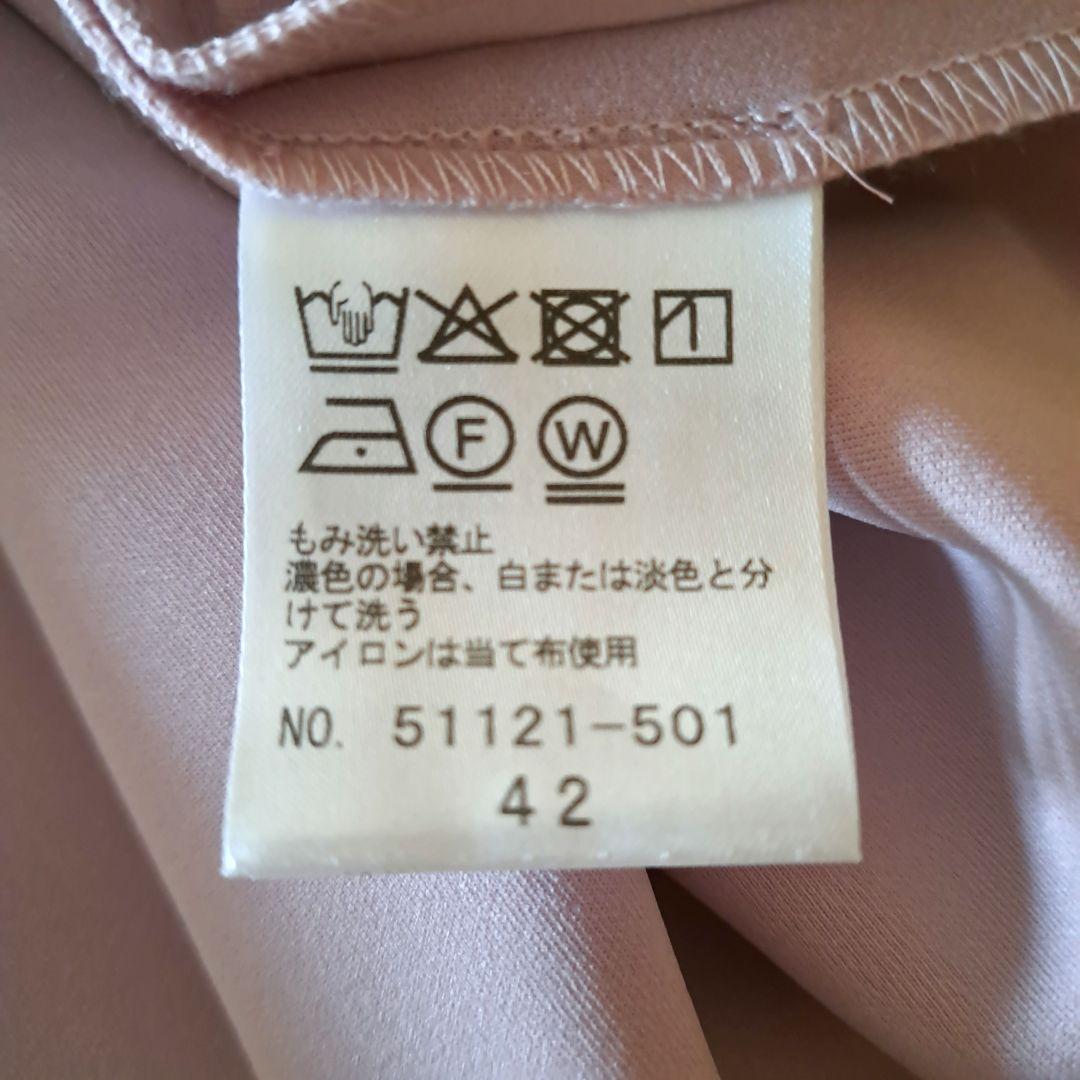 F W
もみ洗い禁止
濃色の場合、白または淡色と分
けて洗う
アイロンは当て布使用
NO. 51121-501
42